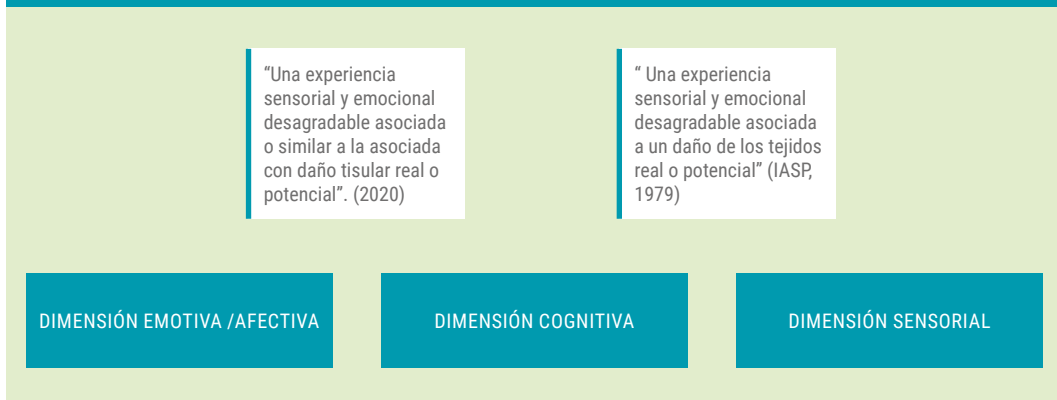 “Una experiencia
sensorial y emocional
desagradable asociada
o similar a la asociada
con daño tisular real o
potencial”. (2020)
“ Una experiencia
sensorial y emocional
desagradable asociada
a un daño de los tejidos
real o potencial” (IASP,
1979)
DIMENSIÓN EMOTIVA /AFECTIVA
DIMENSIÓN COGNITIVA
DIMENSIÓN SENSORIAL